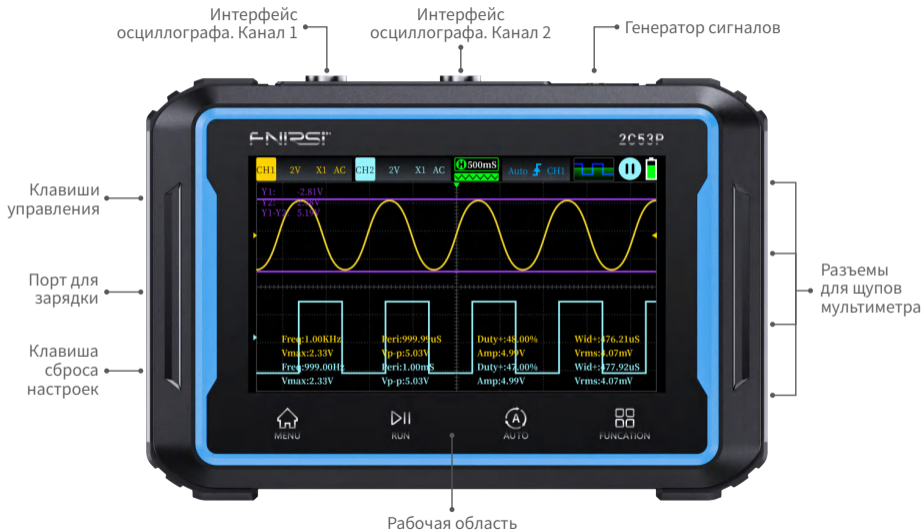 Интерфейс
осциллографа. Канал 1
Интерфейс
осциллографа. Канал 2
Генератор сигналов
FNIRSI
2C53P
CH1 2V X1 AC CH2 2V X1 AC H 500mS Auto CH1
Y1: -2.81V
Y1-Y2: 5.19V
Клавиши
управления
Порт для
зарядки
Клавиша
сброса
настроек
Разъемы
для щупов
мультиметра
Freq:1.00KHz Peri:999.99uS Duty+:48.00% Wid+:476.21uS
Vmax:2.33V Vp-p:5.03V Amp:4.99V Vrms:4.07mV
Freq:999.00Hz Peri:1.00mS Duty+:47.00% Wid+:477.92uS
Vmax:2.33V Vp-p:5.03V Amp:4.99V Vrms:4.07mV
MENU
RUN
A
AUTO
FUNCATION
Рабочая область